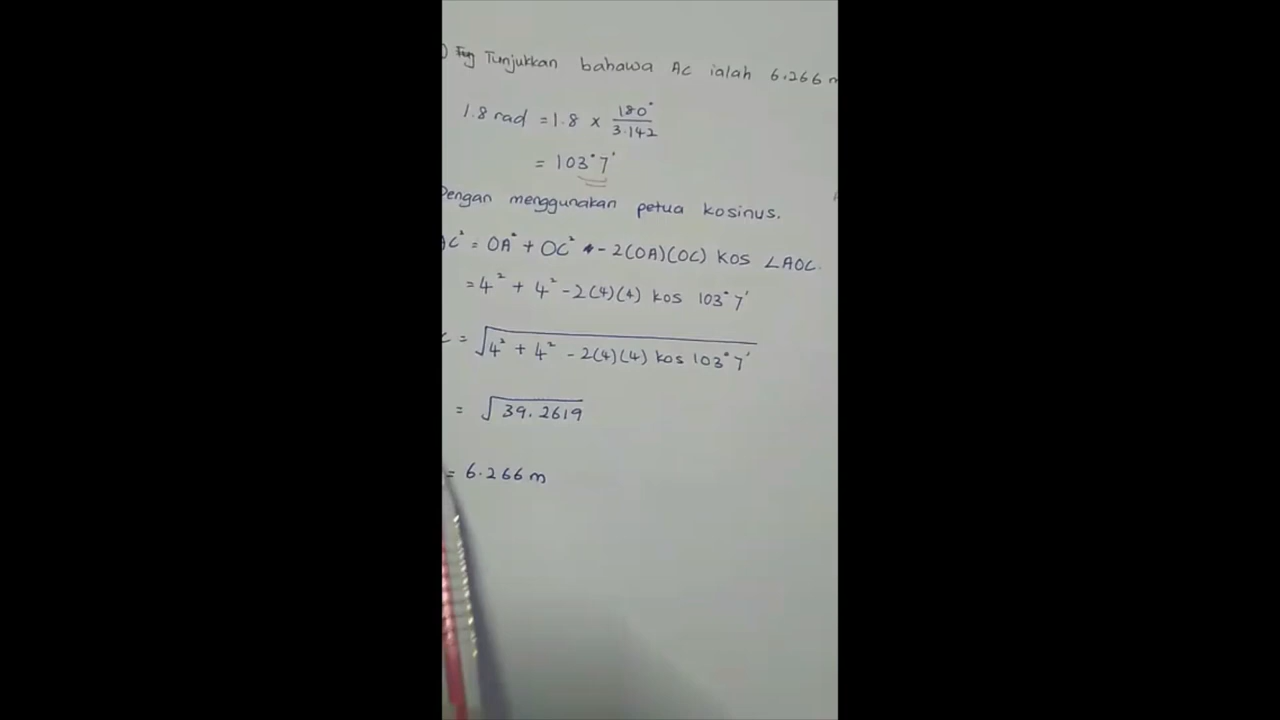 ) Tunjukkan bahawa AC ialah 6.266 m
1.8 rad = 1.8 × 180°/3.142
= 103°7'
Dengan menggunakan petua kosinus.
AC² = OA² + OC² - 2(OA)(OC) kos ∠AOC.
= 4² + 4² - 2(4)(4) kos 103°7'
= √4² + 4² - 2(4)(4) kos 103°7'
= √39.2619
= 6.266 m